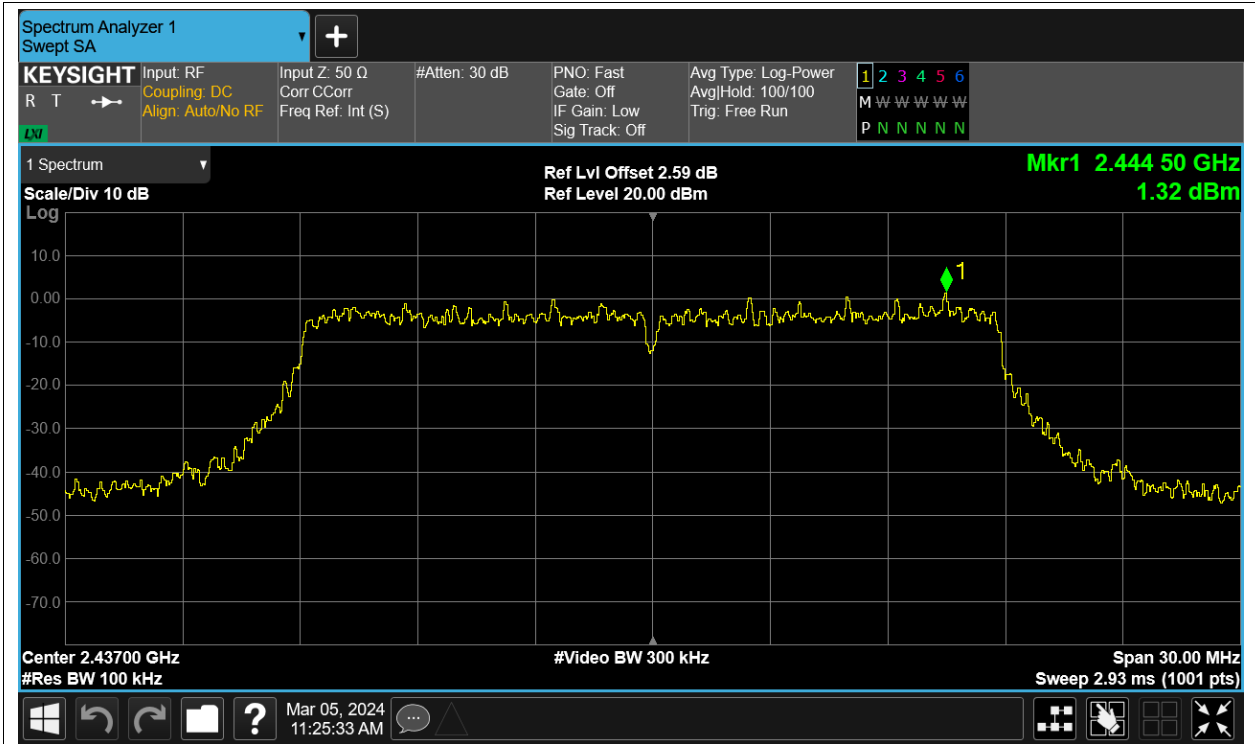 Spectrum Analyzer 1
Swept SA
+
KEYSIGHT
R T
LXI
Input: RF
Coupling: DC
Align: Auto/No RF
Input Z: 50 Ω
Corr CCorr
Freq Ref: Int (S)
#Atten: 30 dB
PNO: Fast
Gate: Off
IF Gain: Low
Sig Track: Off
Avg Type: Log-Power
Avg|Hold: 100/100
Trig: Free Run
1 2 3 4 5 6
M W W W W W
P N N N N N
1 Spectrum
Scale/Div 10 dB
Log
Ref Lvl Offset 2.59 dB
Ref Level 20.00 dBm
Mkr1 2.444 50 GHz
1.32 dBm
1
10.0
0.00
-10.0
-20.0
-30.0
-40.0
-50.0
-60.0
-70.0
Center 2.43700 GHz
#Res BW 100 kHz
#Video BW 300 kHz
Span 30.00 MHz
Sweep 2.93 ms (1001 pts)
?
Mar 05, 2024
11:25:33 AM